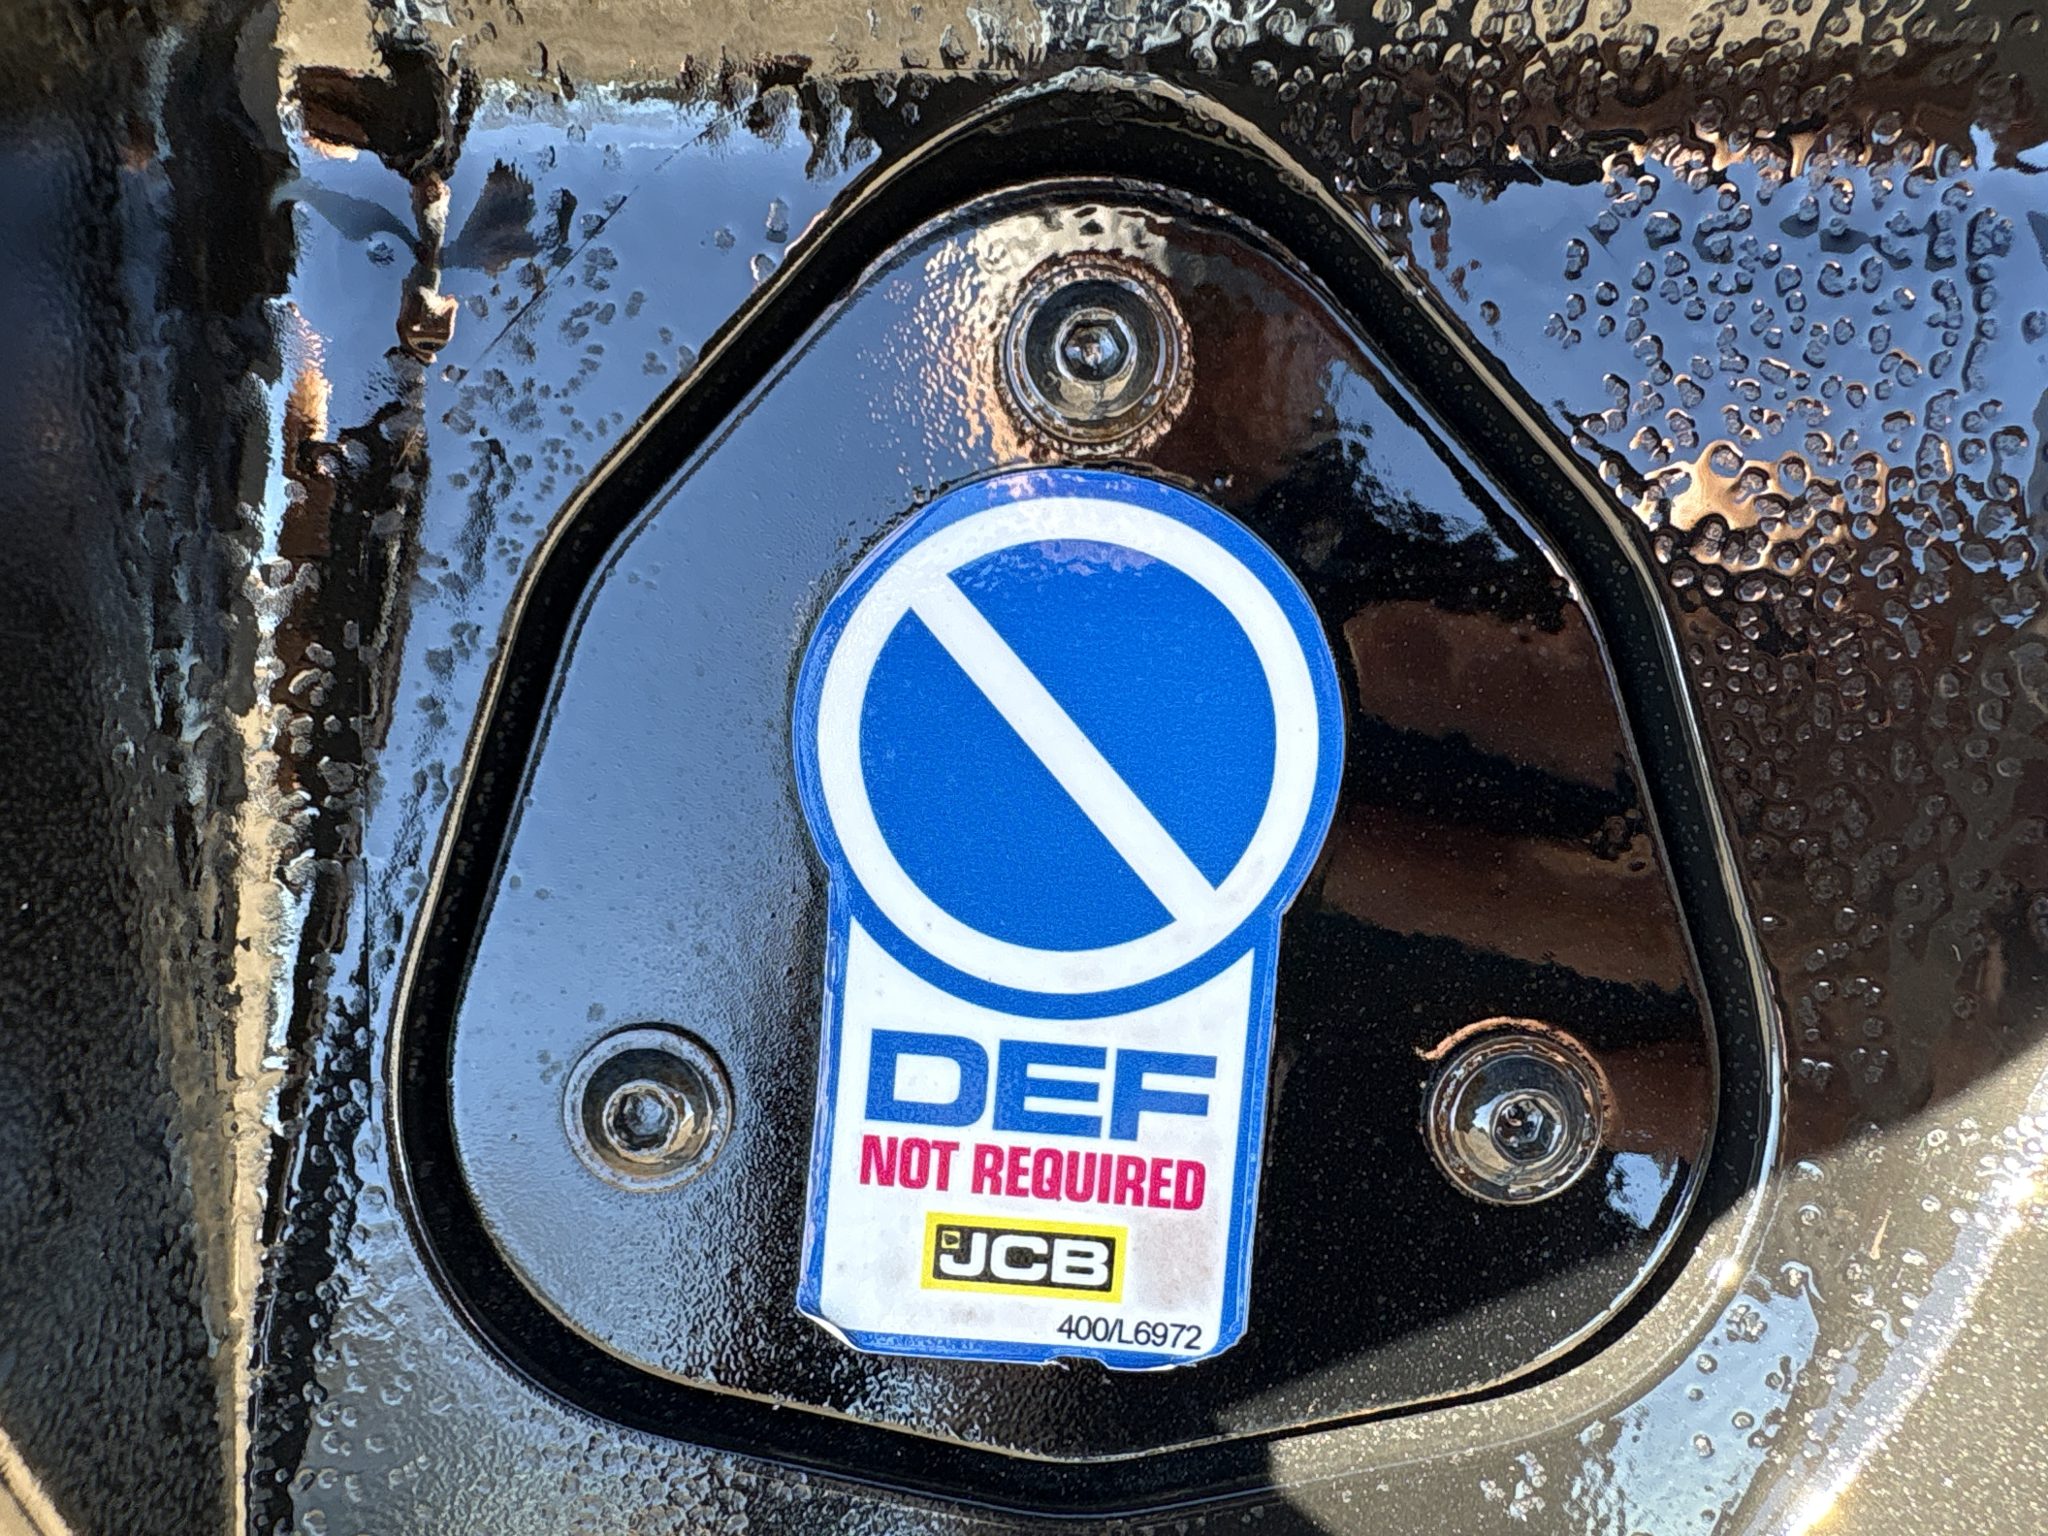 DEF
NOT REQUIRED
JCB
400/L6972